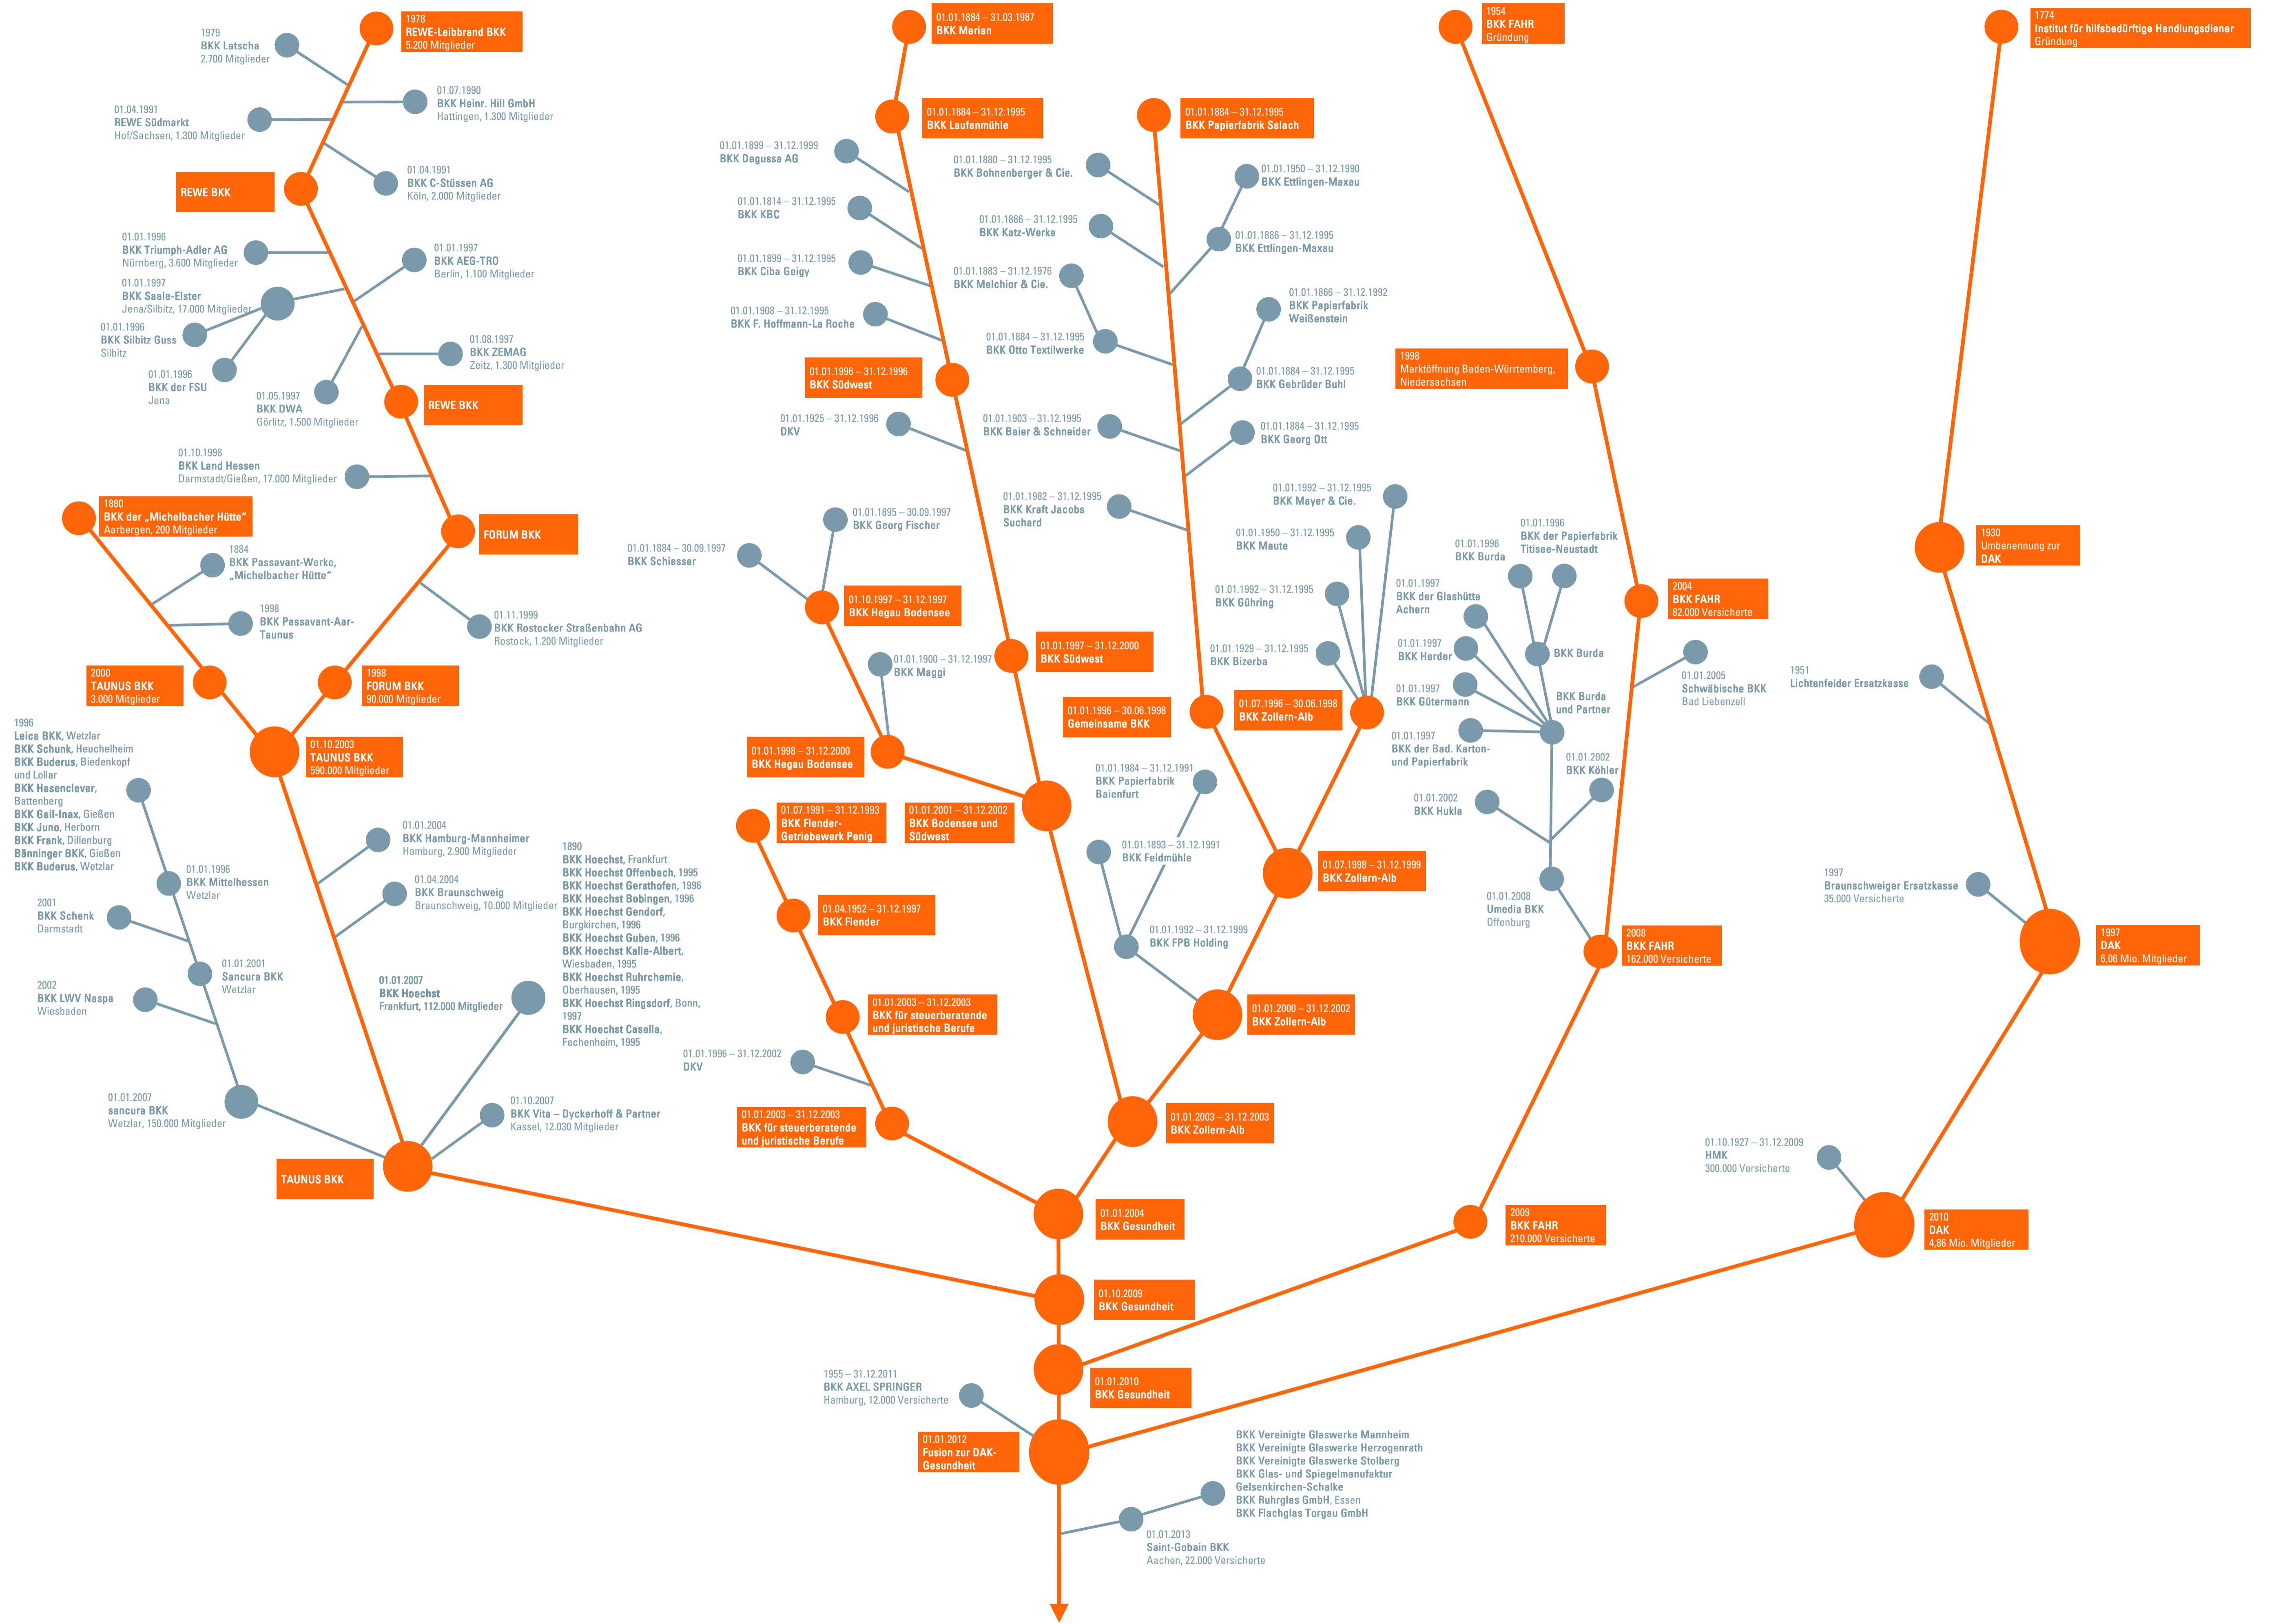 1978
REWE-Leibbrand BKK
5.200 Mitglieder
1979
BKK Latscha
2.700 Mitglieder
01.07.1990
BKK Heinr. Hill GmbH
Hattingen, 1.300 Mitglieder
01.04.1991
REWE Südmarkt
Hof/Sachsen, 1.300 Mitglieder
01.04.1991
BKK C-Stüssen AG
Köln, 2.000 Mitglieder
REWE BKK
01.01.1996
BKK Triumph-Adler AG
Nürnberg, 3.600 Mitglieder
01.01.1997
BKK AEG-TRO
Berlin, 1.100 Mitglieder
01.01.1997
BKK Saale-Elster
Jena/Silbitz, 17.000 Mitglieder
01.01.1996
BKK Silbitz Guss
Silbitz
01.01.1996
BKK der FSU
Jena
01.08.1997
BKK ZEMAG
Zeitz, 1.300 Mitglieder
01.05.1997
BKK DWA
Görlitz, 1.500 Mitglieder
REWE BKK
01.10.1998
BKK Land Hessen
Darmstadt/Gießen, 17.000 Mitglieder
1880
BKK der „Michelbacher Hütte“
Aarbergen, 200 Mitglieder
FORUM BKK
1884
BKK Passavant-Werke,
„Michelbacher Hütte“
1998
BKK Passavant-Aar-
Taunus
01.11.1999
BKK Rostocker Straßenbahn AG
Rostock, 1.200 Mitglieder
2000
TAUNUS BKK
3.000 Mitglieder
1998
FORUM BKK
90.000 Mitglieder
01.10.2003
TAUNUS BKK
590.000 Mitglieder
1996
Leica BKK, Wetzlar
BKK Schunk, Heuchelheim
BKK Buderus, Biedenkopf
und Lollar
BKK Hasenclever,
Battenberg
BKK Gail-Inax, Gießen
BKK Juno, Herborn
BKK Frank, Dillenburg
Bänninger BKK, Gießen
BKK Buderus, Wetzlar
01.01.1996
BKK Mittelhessen
Wetzlar
2001
BKK Schenk
Darmstadt
01.01.2001
Sancura BKK
Wetzlar
2002
BKK LWV Naspa
Wiesbaden
01.01.2007
sancura BKK
Wetzlar, 150.000 Mitglieder
01.01.2004
BKK Hamburg-Mannheimer
Hamburg, 2.900 Mitglieder
01.04.2004
BKK Braunschweig
Braunschweig, 10.000 Mitglieder
01.01.2007
BKK Hoechst
Frankfurt, 112.000 Mitglieder
1890
BKK Hoechst, Frankfurt
BKK Hoechst Offenbach, 1995
BKK Hoechst Gersthofen, 1996
BKK Hoechst Bobingen, 1996
BKK Hoechst Gendorf,
Burgkirchen, 1996
BKK Hoechst Guben, 1996
BKK Hoechst Kalle-Albert,
Wiesbaden, 1995
BKK Hoechst Ruhrchemie,
Oberhausen, 1995
BKK Hoechst Ringsdorf, Bonn,
1997
BKK Hoechst Casella,
Fechenheim, 1995
01.10.2007
BKK Vita – Dyckerhoff & Partner
Kassel, 12.030 Mitglieder
TAUNUS BKK
01.01.1884 – 31.03.1987
BKK Merian
01.01.1884 – 31.12.1995
BKK Laufenmühle
01.01.1899 – 31.12.1999
BKK Degussa AG
01.01.1814 – 31.12.1995
BKK KBC
01.01.1899 – 31.12.1995
BKK Ciba Geigy
01.01.1908 – 31.12.1995
BKK F. Hoffmann-La Roche
01.01.1996 – 31.12.1996
BKK Südwest
01.01.1925 – 31.12.1996
DKV
01.01.1895 – 30.09.1997
BKK Georg Fischer
01.01.1884 – 30.09.1997
BKK Schiesser
01.10.1997 – 31.12.1997
BKK Hegau Bodensee
01.01.1900 – 31.12.1997
BKK Maggi
01.01.1997 – 31.12.2000
BKK Südwest
01.01.1998 – 31.12.2000
BKK Hegau Bodensee
01.01.2001 – 31.12.2002
BKK Bodensee und
Südwest
01.07.1991 – 31.12.1993
BKK Flender-
Getriebewerk Penig
01.04.1952 – 31.12.1997
BKK Flender
01.01.2003 – 31.12.2003
BKK für steuerberatende
und juristische Berufe
01.01.1996 – 31.12.2002
DKV
01.01.2003 – 31.12.2003
BKK für steuerberatende
und juristische Berufe
01.01.1884 – 31.12.1995
BKK Papierfabrik Salach
01.01.1880 – 31.12.1995
BKK Bohnenberger & Cie.
01.01.1950 – 31.12.1990
BKK Ettlingen-Maxau
01.01.1886 – 31.12.1995
BKK Katz-Werke
01.01.1886 – 31.12.1995
BKK Ettlingen-Maxau
01.01.1883 – 31.12.1976
BKK Melchior & Cie.
01.01.1866 – 31.12.1992
BKK Papierfabrik
Weißenstein
01.01.1884 – 31.12.1995
BKK Otto Textilwerke
01.01.1884 – 31.12.1995
BKK Gebrüder Buhl
01.01.1903 – 31.12.1995
BKK Baier & Schneider
01.01.1884 – 31.12.1995
BKK Georg Ott
01.01.1982 – 31.12.1995
BKK Kraft Jacobs
Suchard
01.01.1992 – 31.12.1995
BKK Mayer & Cie.
01.01.1950 – 31.12.1995
BKK Maute
01.01.1992 – 31.12.1995
BKK Gühring
01.01.1929 – 31.12.1995
BKK Bizerba
01.01.1996 – 30.06.1998
Gemeinsame BKK
01.07.1996 – 30.06.1998
BKK Zollern-Alb
01.01.1984 – 31.12.1991
BKK Papierfabrik
Baienfurt
01.01.1893 – 31.12.1991
BKK Feldmühle
01.07.1998 – 31.12.1999
BKK Zollern-Alb
01.01.1992 – 31.12.1999
BKK FPB Holding
01.01.2000 – 31.12.2002
BKK Zollern-Alb
01.01.2003 – 31.12.2003
BKK Zollern-Alb
01.01.2004
BKK Gesundheit
01.10.2009
BKK Gesundheit
01.01.2010
BKK Gesundheit
1954
BKK FAHR
Gründung
1998
Marktöffnung Baden-Würrtemberg,
Niedersachsen
01.01.1996
BKK der Papierfabrik
Titisee-Neustadt
01.01.1996
BKK Burda
01.01.1997
BKK der Glashütte
Achern
01.01.1997
BKK Herder
BKK Burda
01.01.1997
BKK Gütermann
BKK Burda
und Partner
01.01.1997
BKK der Bad. Karton-
und Papierfabrik
01.01.2002
BKK Köhler
01.01.2002
BKK Hukla
01.01.2008
Umedia BKK
Offenburg
2004
BKK FAHR
82.000 Versicherte
01.01.2005
Schwäbische BKK
Bad Liebenzell
2008
BKK FAHR
162.000 Versicherte
2009
BKK FAHR
210.000 Versicherte
1774
Institut für hilfsbedürftige Handlungsdiener
Gründung
1930
Umbenennung zur
DAK
1951
Lichtenfelder Ersatzkasse
1997
Braunschweiger Ersatzkasse
35.000 Versicherte
1997
DAK
6,06 Mio. Mitglieder
01.10.1927 – 31.12.2009
HMK
300.000 Versicherte
2010
DAK
4,86 Mio. Mitglieder
1955 – 31.12.2011
BKK AXEL SPRINGER
Hamburg, 12.000 Versicherte
01.01.2012
Fusion zur DAK-
Gesundheit
BKK Vereinigte Glaswerke Mannheim
BKK Vereinigte Glaswerke Herzogenrath
BKK Vereinigte Glaswerke Stolberg
BKK Glas- und Spiegelmanufaktur
Gelsenkirchen-Schalke
BKK Ruhrglas GmbH, Essen
BKK Flachglas Torgau GmbH
01.01.2013
Saint-Gobain BKK
Aachen, 22.000 Versicherte